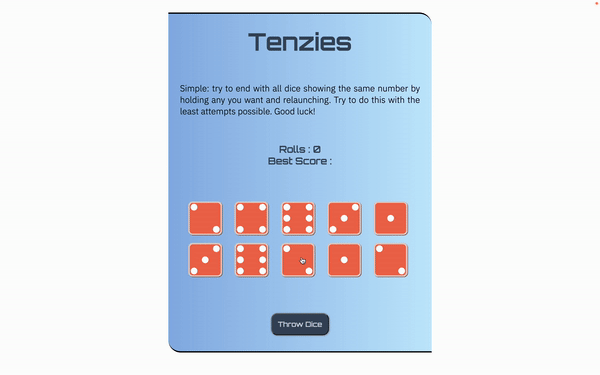 Tenzies
Simple: try to end with all dice showing the same number by
holding any you want and relaunching. Try to do this with the
least attempts possible. Good luck!
Rolls : 0
Best Score :
Throw Dice